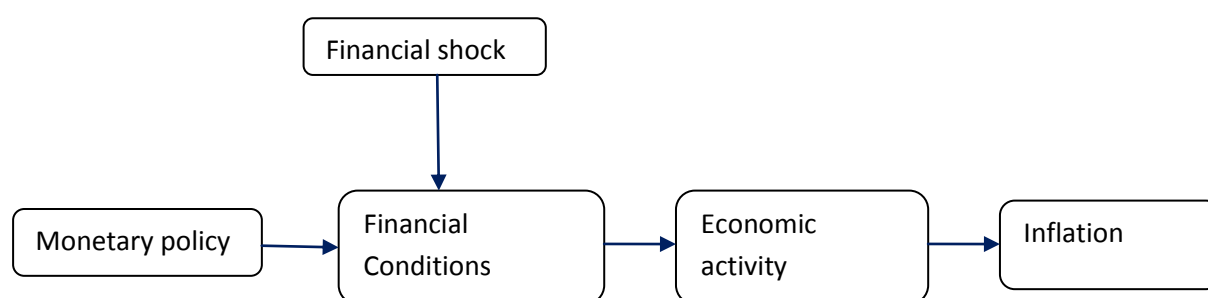 Financial shock
Monetary policy
Financial
Conditions
Economic
activity
Inflation